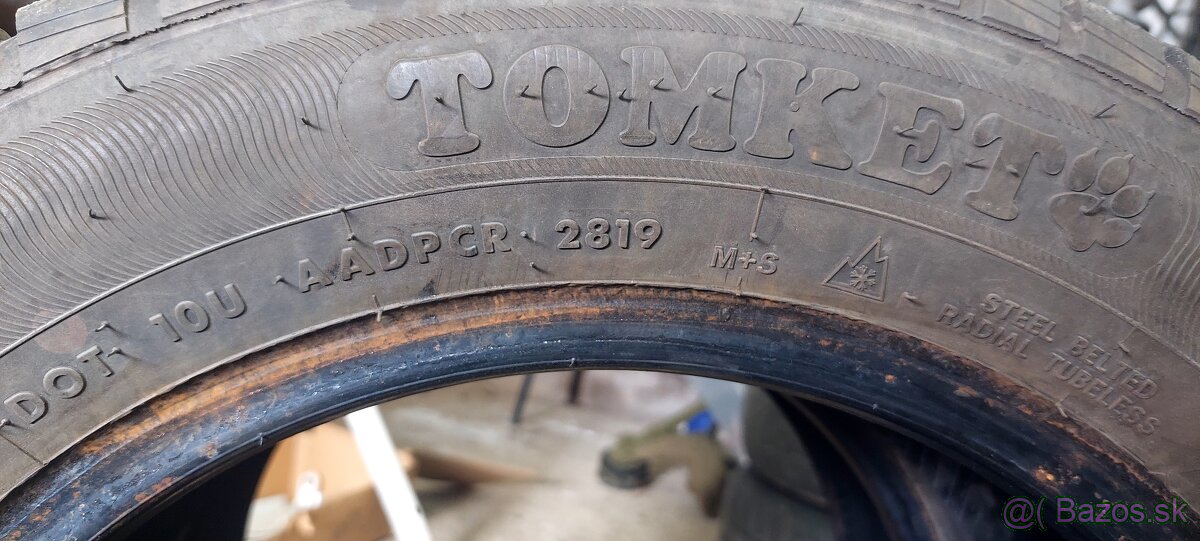 TOMKET
DOT 10U AADPCR 2819 M+S
STEEL BELTED
RADIAL TUBELESS
@( Bazos.sk